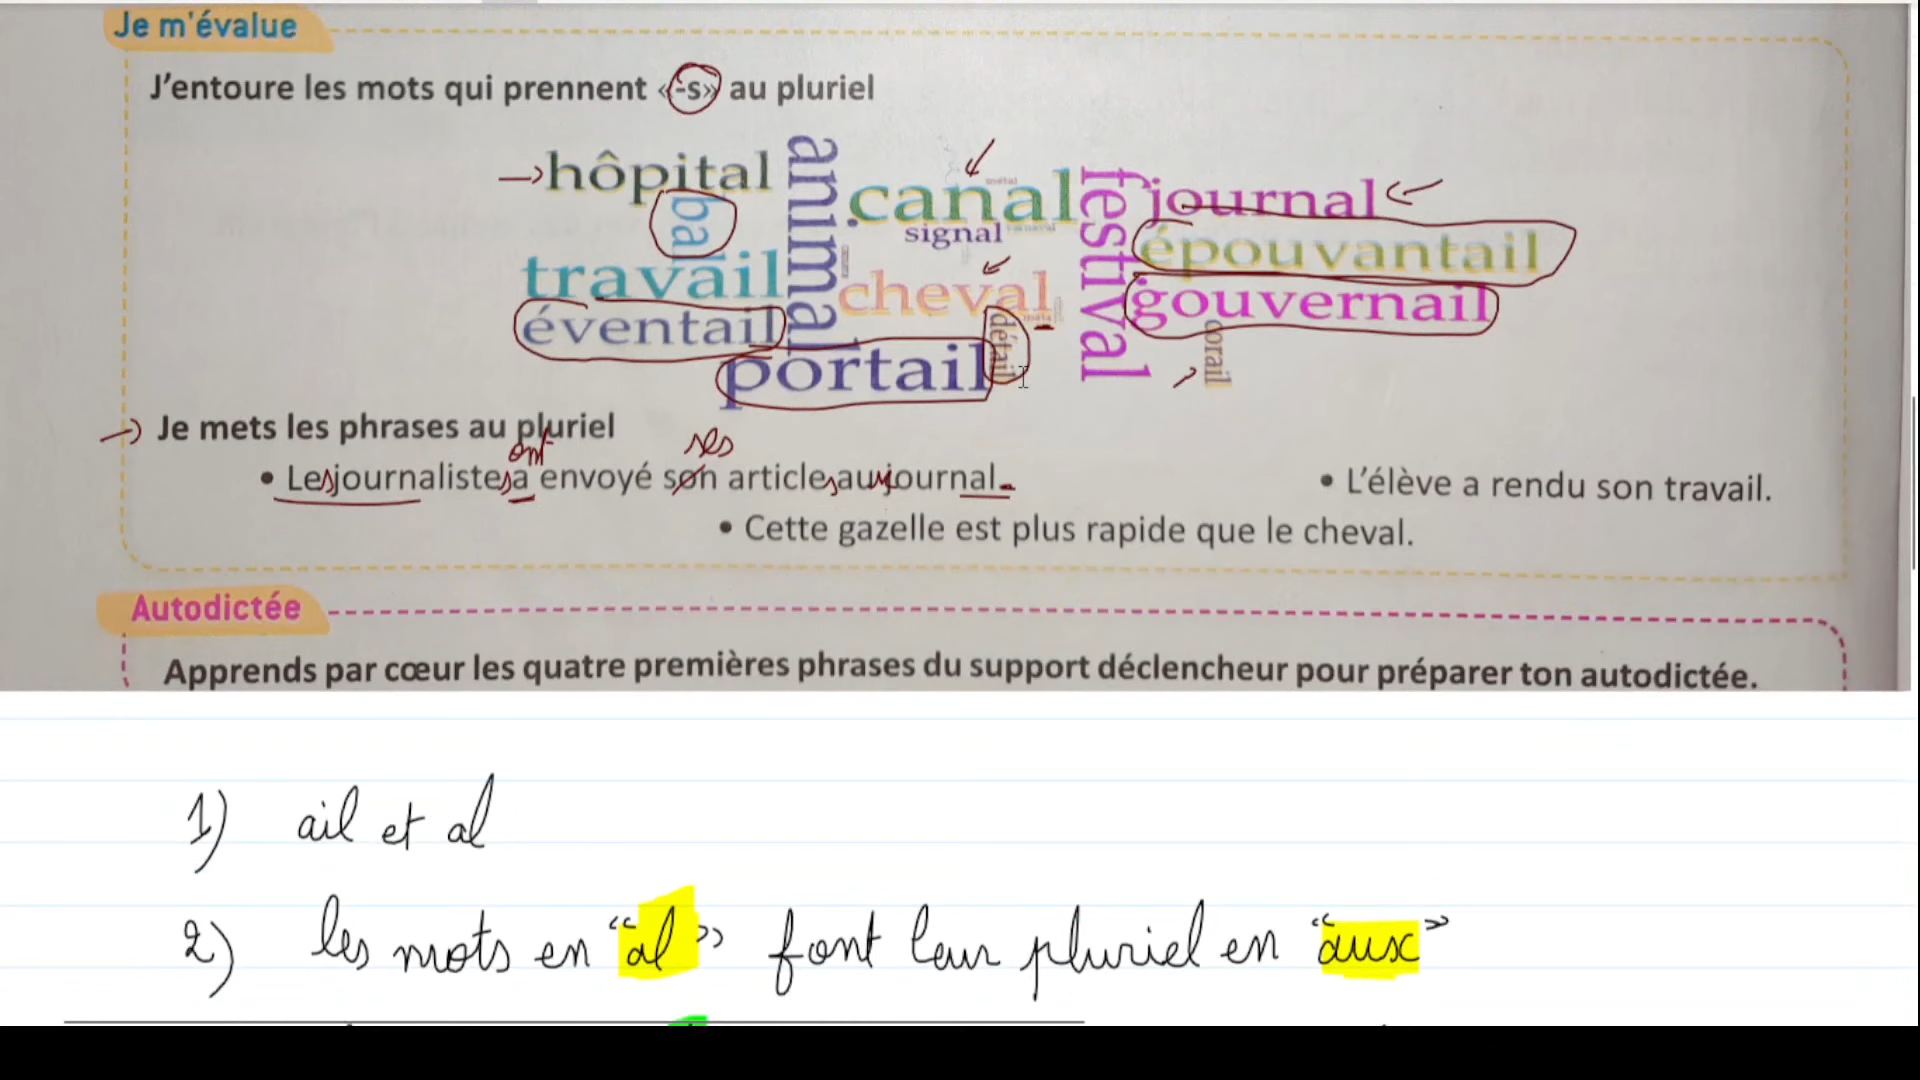 Je m'évalue
J'entoure les mots qui prennent «-s» au pluriel
hôpital
bal
animal
canal
signal
festival
journal
épouvantail
travail
cheval
gouvernail
éventail
détail
portail
corail
Je mets les phrases au pluriel
ont ses
• Les journalistes a envoyé son articles aux journal.
• L'élève a rendu son travail.
• Cette gazelle est plus rapide que le cheval.
Autodictée
Apprends par cœur les quatre premières phrases du support déclencheur pour préparer ton autodictée.
1) ail et al
2) les mots en "al" font leur pluriel en "aux"